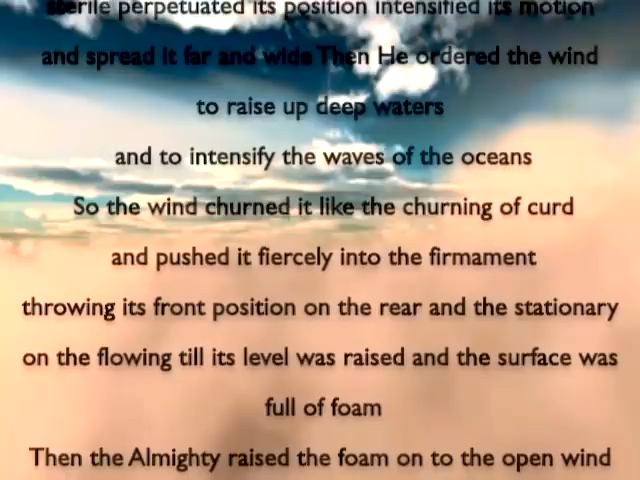 sterile perpetuated its position intensified its motion
and spread it far and wide Then He ordered the wind
to raise up deep waters
and to intensify the waves of the oceans
So the wind churned it like the churning of curd
and pushed it fiercely into the firmament
throwing its front position on the rear and the stationary
on the flowing till its level was raised and the surface was
full of foam
Then the Almighty raised the foam on to the open wind